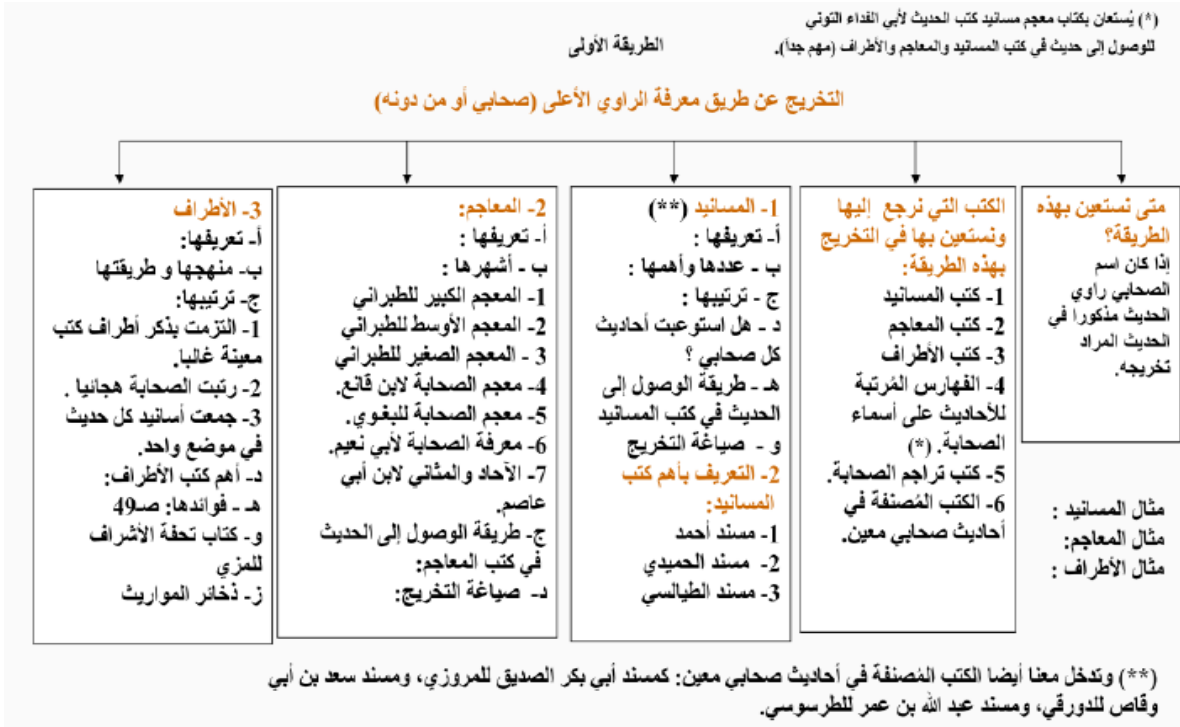 (*) يُستعان بكتاب معجم مسانيد كتب الحديث لأبي الفداء التوني
للوصول إلى حديث في كتب المسانيد والمعاجم والأطراف (مهم جداً).
الطريقة الأولى
التخريج عن طريق معرفة الراوي الأعلى (صحابي أو من دونه)
متى نستعين بهذه
الطريقة؟
إذا كان اسم
الصحابي راوي
الحديث مذكورا في
الحديث المراد
تخريجه.
الكتب التي نرجع إليها
ونستعين بها في التخريج
بهذه الطريقة:
1- كتب المسانيد
2- كتب المعاجم
3- كتب الأطراف
4- الفهارس المُرتبة
للأحاديث على أسماء
الصحابة. (*)
5- كتب تراجم الصحابة.
6- الكتب المُصنفة في
أحاديث صحابي معين.
1- المسانيد (**)
أ- تعريفها :
ب - عددها وأهمها :
ج - ترتيبها :
د - هل استوعبت أحاديث
كل صحابي ؟
هـ - طريقة الوصول إلى
الحديث في كتب المسانيد
و - صياغة التخريج
2- التعريف بأهم كتب
المسانيد:
1- مسند أحمد
2- مسند الحميدي
3- مسند الطيالسي
2- المعاجم:
أ- تعريفها :
ب - أشهرها :
1- المعجم الكبير للطبراني
2- المعجم الأوسط للطبراني
3 - المعجم الصغير للطبراني
4- معجم الصحابة لابن قانع.
5- معجم الصحابة للبغوي.
6- معرفة الصحابة لأبي نعيم.
7- الآحاد والمثاني لابن أبي
عاصم.
ج- طريقة الوصول إلى الحديث
في كتب المعاجم:
د- صياغة التخريج:
3- الأطراف
أ- تعريفها:
ب- منهجها و طريقتها
ج- ترتيبها:
1- التزمت بذكر أطراف كتب
معينة غالبا.
2- رتبت الصحابة هجائيا .
3- جمعت أسانيد كل حديث
في موضع واحد.
د- أهم كتب الأطراف:
هـ - فوائدها: صـ49
و- كتاب تحفة الأشراف
للمزي
ز- ذخائر المواريث
مثال المسانيد :
مثال المعاجم:
مثال الأطراف :
(**) وتدخل معنا أيضا الكتب المُصنفة في أحاديث صحابي معين: كمسند أبي بكر الصديق للمروزي، ومسند سعد بن أبي
وقاص للدورقي، ومسند عبد الله بن عمر للطرسوسي.